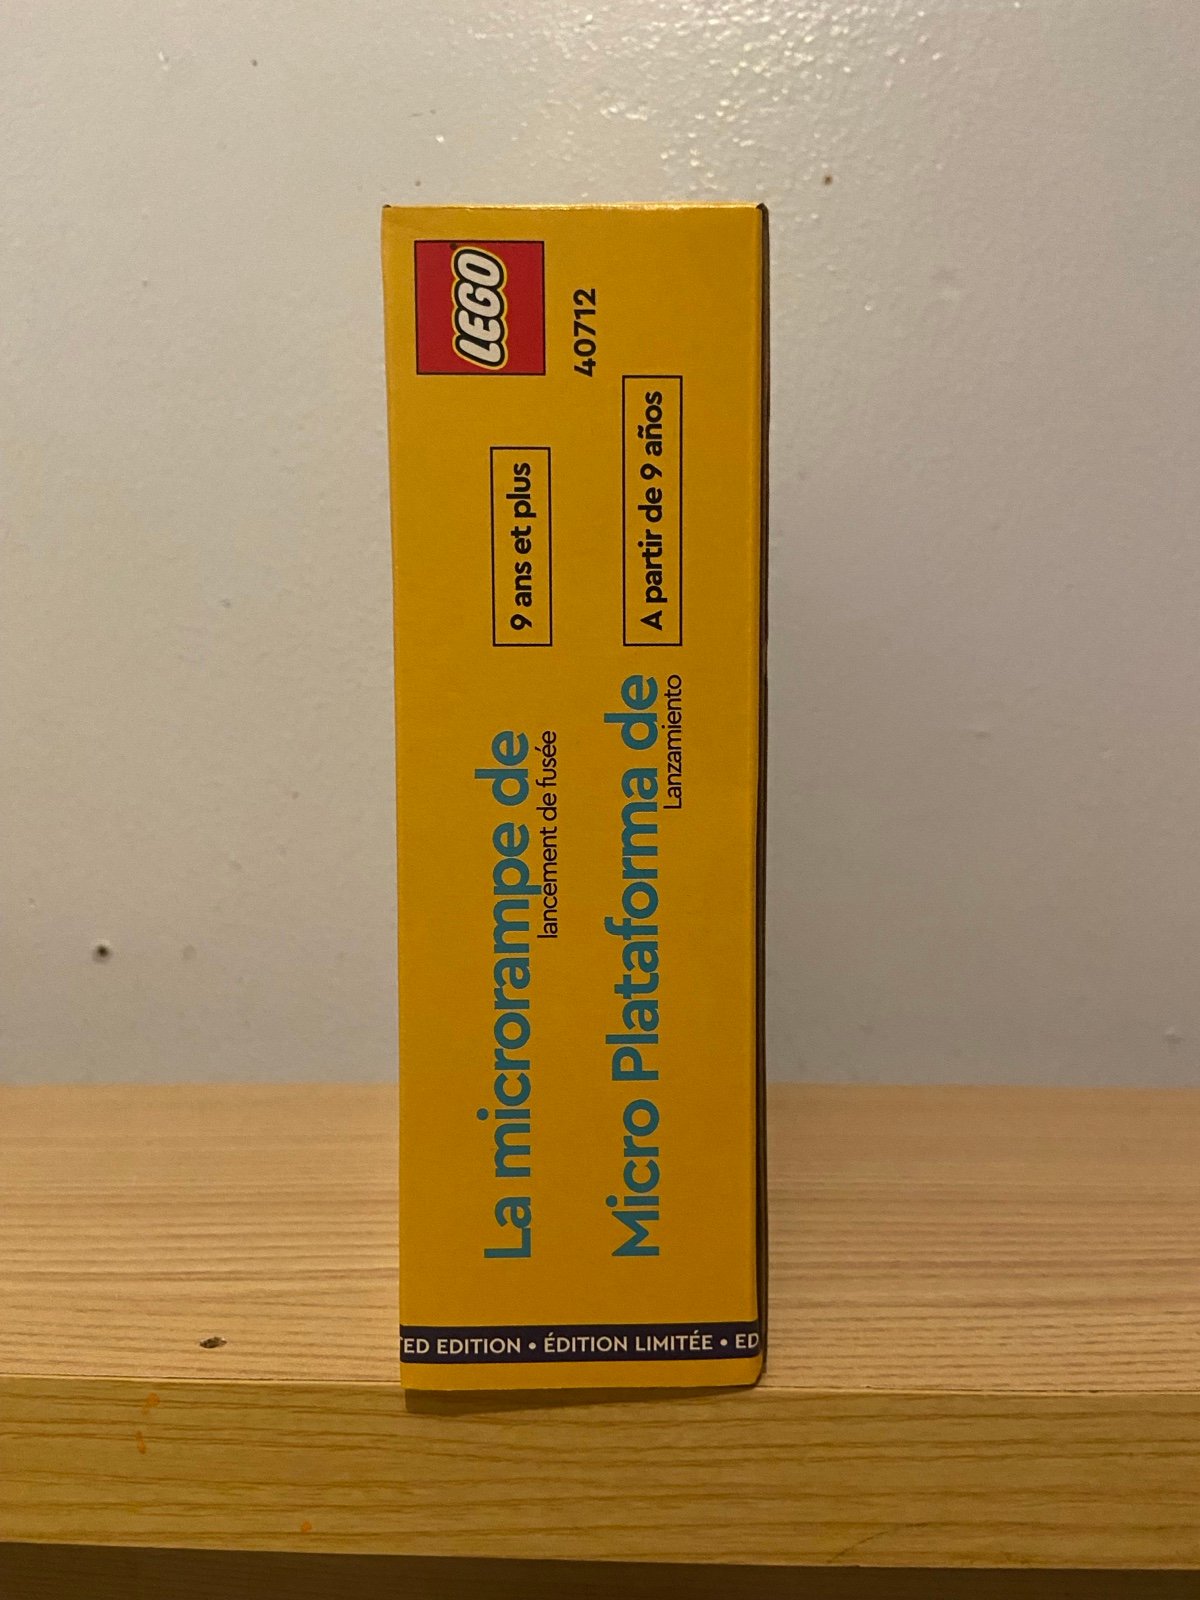 LEGO
40712
La microrampe de
lancement de fusée
9 ans et plus
Micro Plataforma de
Lanzamiento
A partir de 9 años
TED EDITION • ÉDITION LIMITÉE • ED